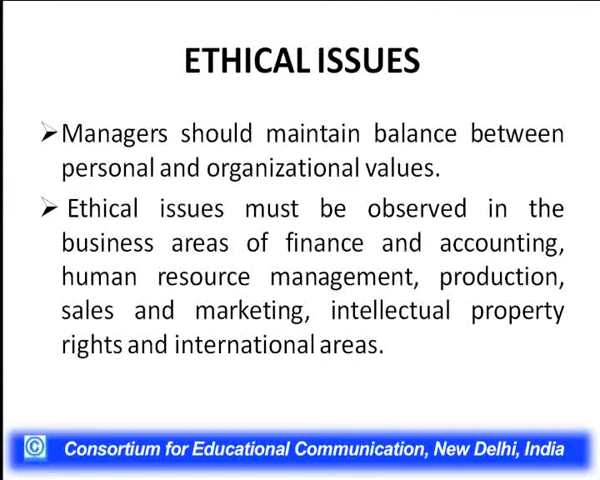 ETHICAL ISSUES
➢Managers should maintain balance between
personal and organizational values.
➢ Ethical issues must be observed in the
business areas of finance and accounting,
human resource management, production,
sales and marketing, intellectual property
rights and international areas.
© Consortium for Educational Communication, New Delhi, India